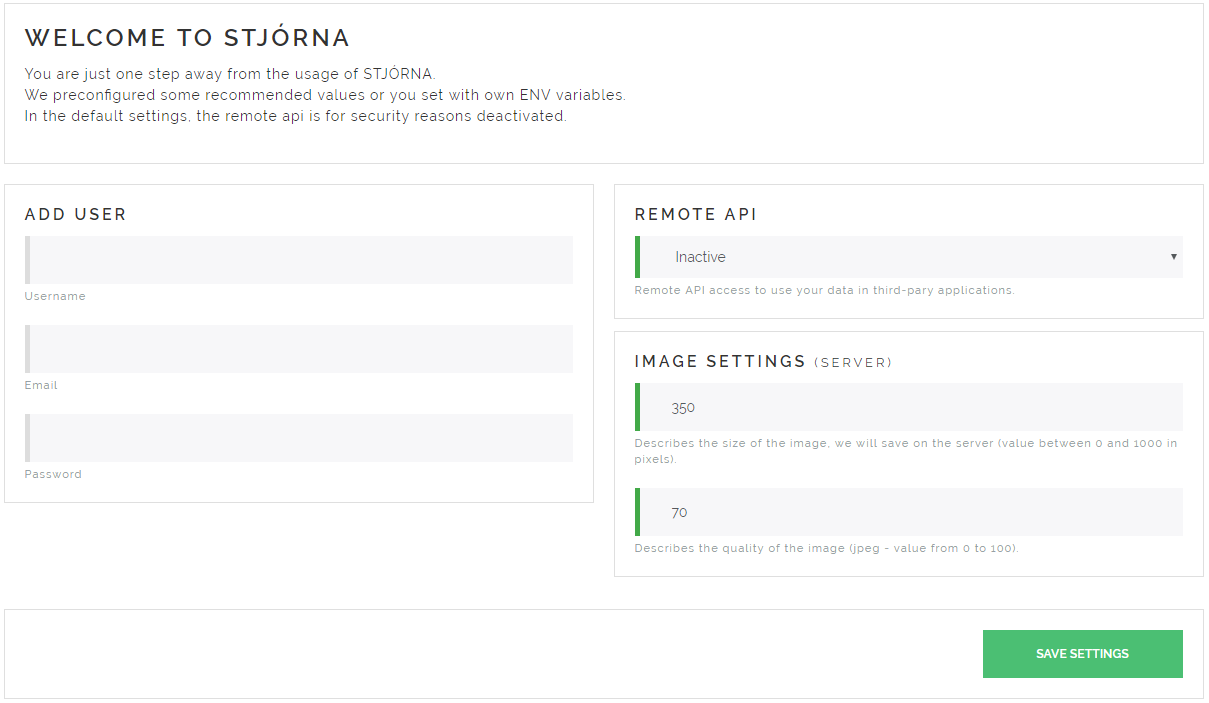 WELCOME TO STJÓRNA
You are just one step away from the usage of STJÓRNA.
We preconfigured some recommended values or you set with own ENV variables.
In the default settings, the remote api is for security reasons deactivated.
ADD USER
Username
Email
Password
REMOTE API
Inactive
Remote API access to use your data in third-pary applications.
IMAGE SETTINGS (SERVER)
350
Describes the size of the image, we will save on the server (value between 0 and 1000 in
pixels).
70
Describes the quality of the image (jpeg - value from 0 to 100).
SAVE SETTINGS